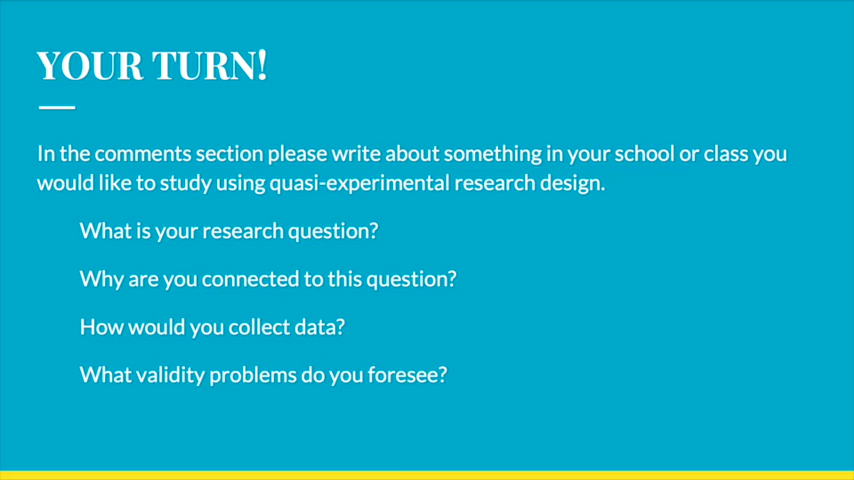 YOUR TURN!
In the comments section please write about something in your school or class you
would like to study using quasi-experimental research design.
What is your research question?
Why are you connected to this question?
How would you collect data?
What validity problems do you foresee?